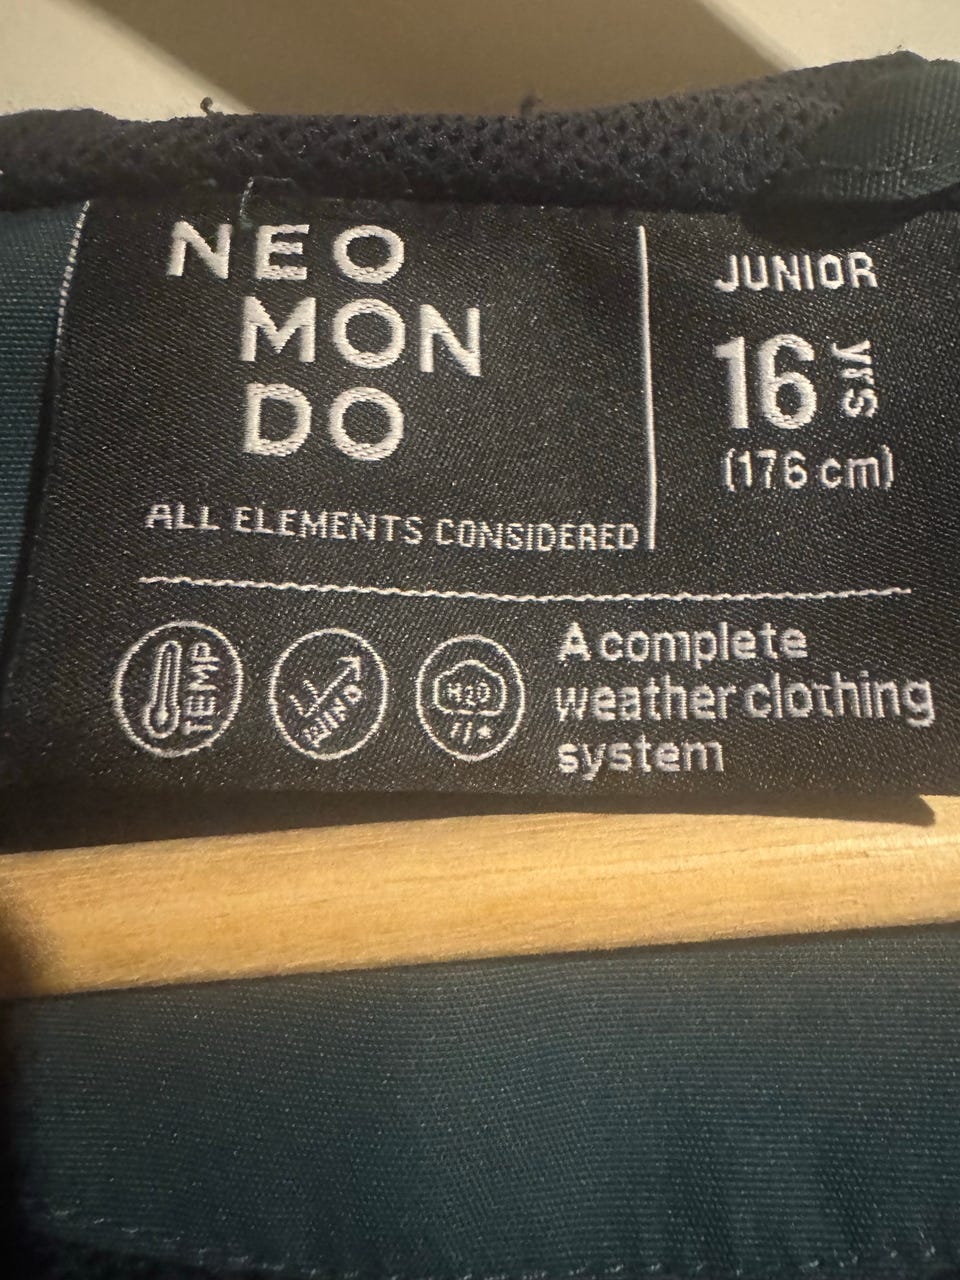 NEO
MON
DO
ALL ELEMENTS CONSIDERED
JUNIOR
16 yrs
(176 cm)
TEMP
WIND
H2O
A complete
weather clothing
system